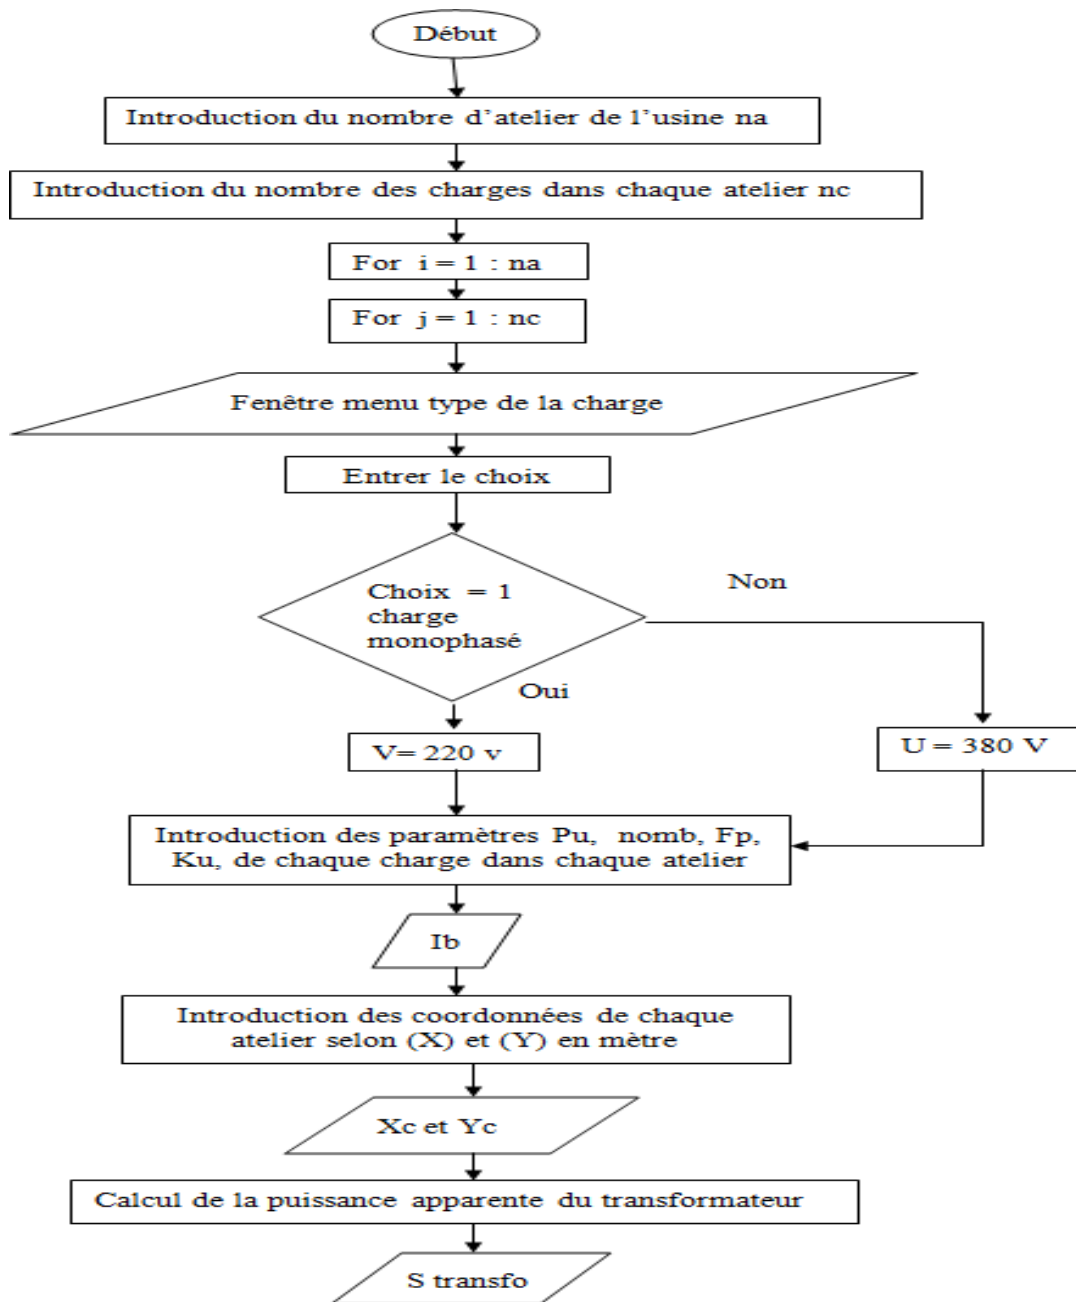 Début
Introduction du nombre d'atelier de l'usine na
Introduction du nombre des charges dans chaque atelier nc
For i = 1 : na
For j = 1 : nc
Fenêtre menu type de la charge
Entrer le choix
Choix = 1
charge
monophasé
Non
Oui
V= 220 v
U = 380 V
Introduction des paramètres Pu, nomb, Fp,
Ku, de chaque charge dans chaque atelier
Ib
Introduction des coordonnées de chaque
atelier selon (X) et (Y) en mètre
Xc et Yc
Calcul de la puissance apparente du transformateur
S transfo